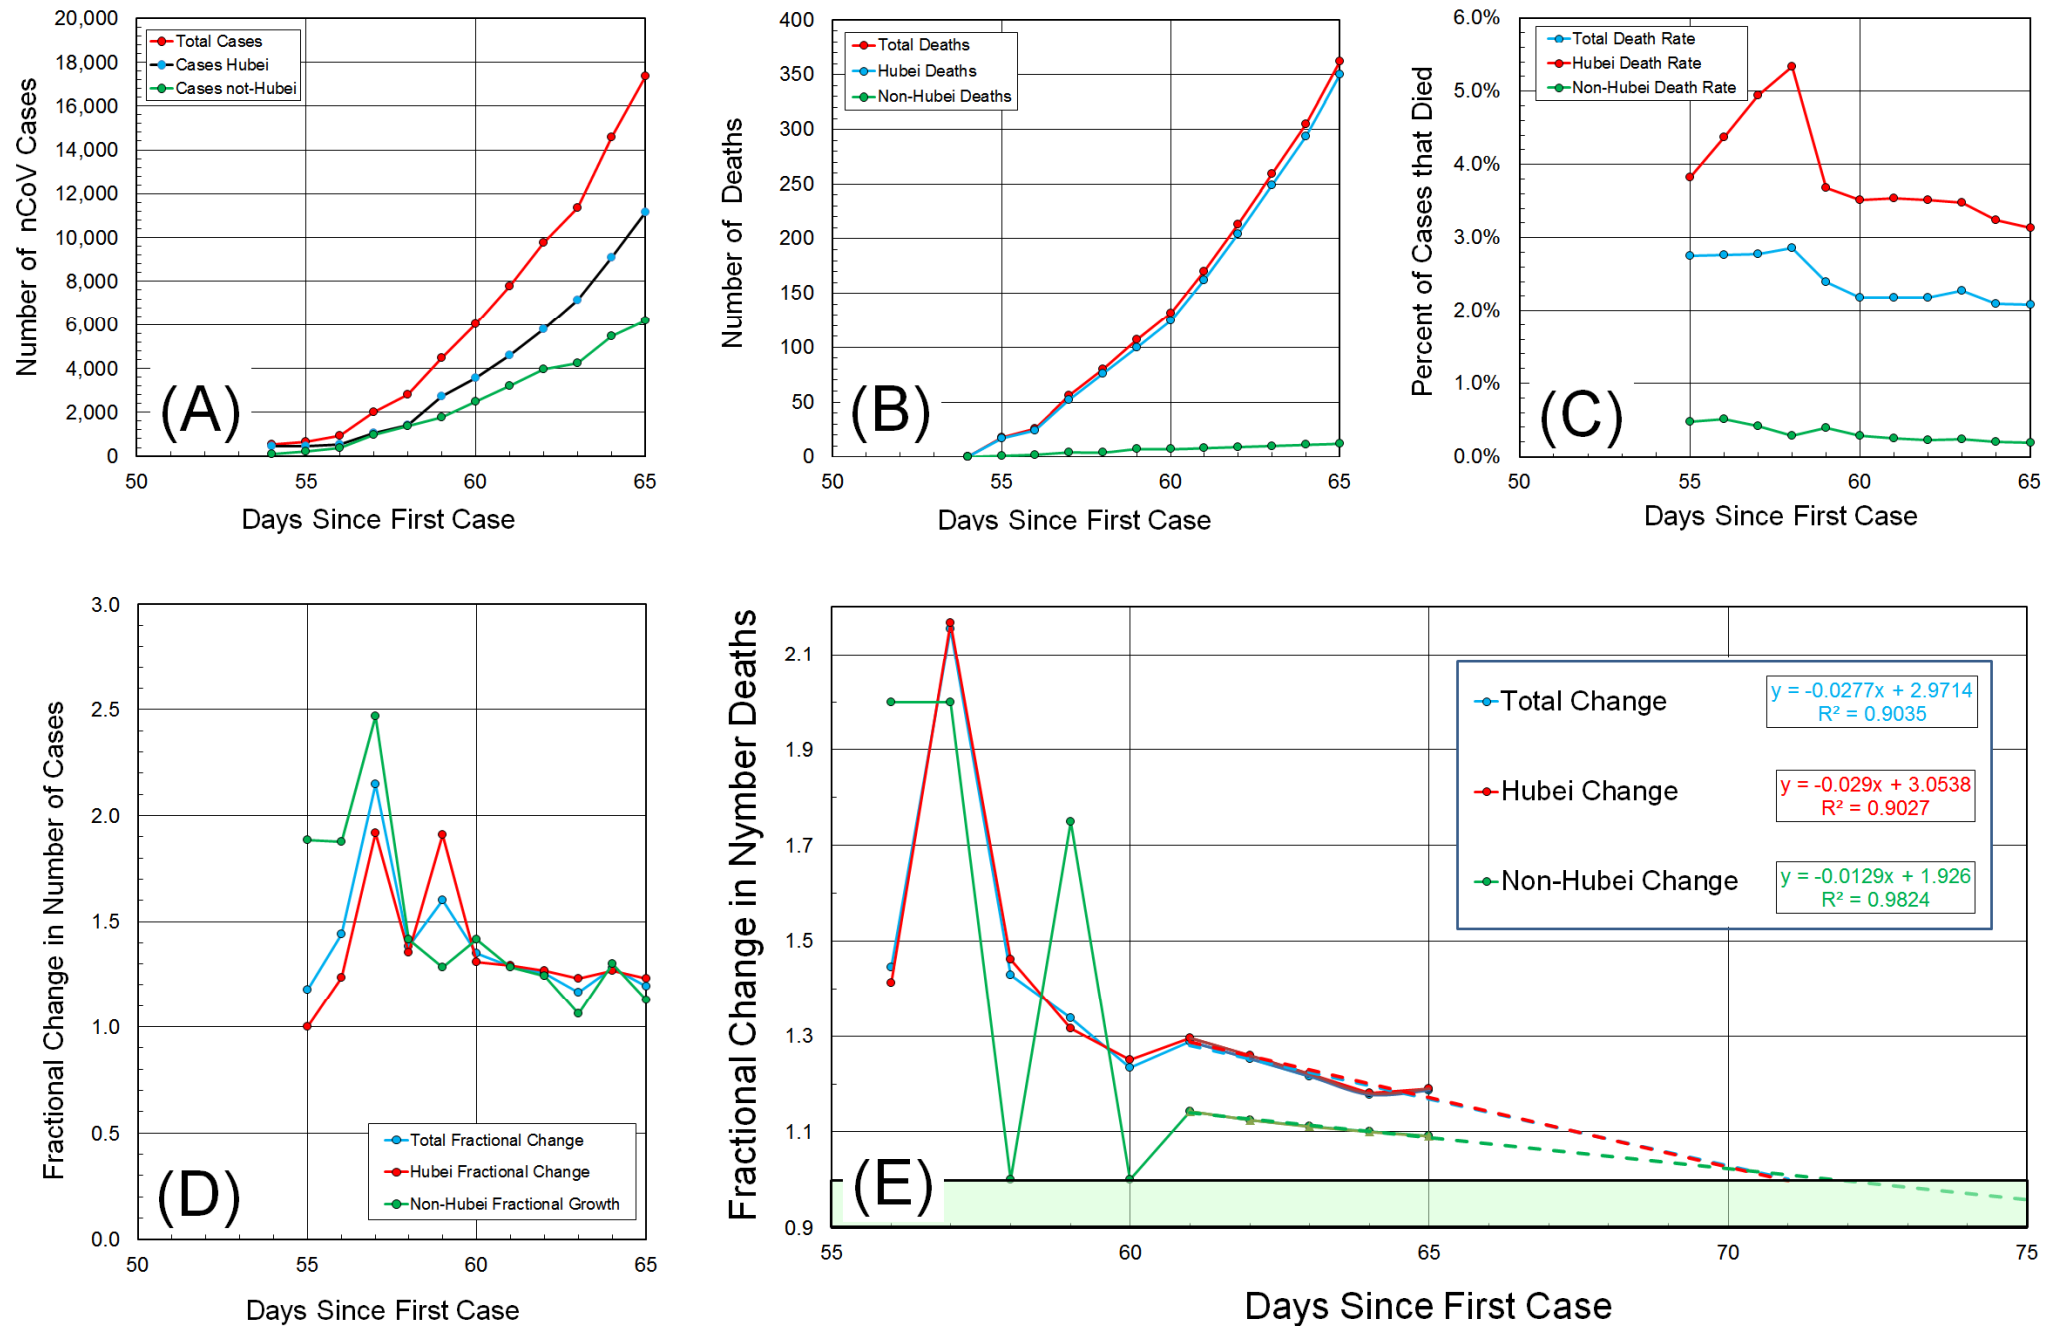 20,000
18,000
16,000
14,000
12,000
10,000
8,000
6,000
4,000
2,000
0
Number of nCoV Cases
Total Cases
Cases Hubei
Cases not-Hubei
(A)
50 55 60 65
Days Since First Case
400
350
300
250
200
150
100
50
0
Number of Deaths
Total Deaths
Hubei Deaths
Non-Hubei Deaths
(B)
50 55 60 65
Days Since First Case
6.0%
5.0%
4.0%
3.0%
2.0%
1.0%
0.0%
Percent of Cases that Died
Total Death Rate
Hubei Death Rate
Non-Hubei Death Rate
(C)
50 55 60 65
Days Since First Case
3.0
2.5
2.0
1.5
1.0
0.5
0.0
Fractional Change in Number of Cases
Total Fractional Change
Hubei Fractional Change
Non-Hubei Fractional Growth
(D)
50 55 60 65
Days Since First Case
2.1
1.9
1.7
1.5
1.3
1.1
0.9
Fractional Change in Nymber Deaths
Total Change
y = -0.0277x + 2.9714
R² = 0.9035
Hubei Change
y = -0.029x + 3.0538
R² = 0.9027
Non-Hubei Change
y = -0.0129x + 1.926
R² = 0.9824
(E)
55 60 65 70 75
Days Since First Case